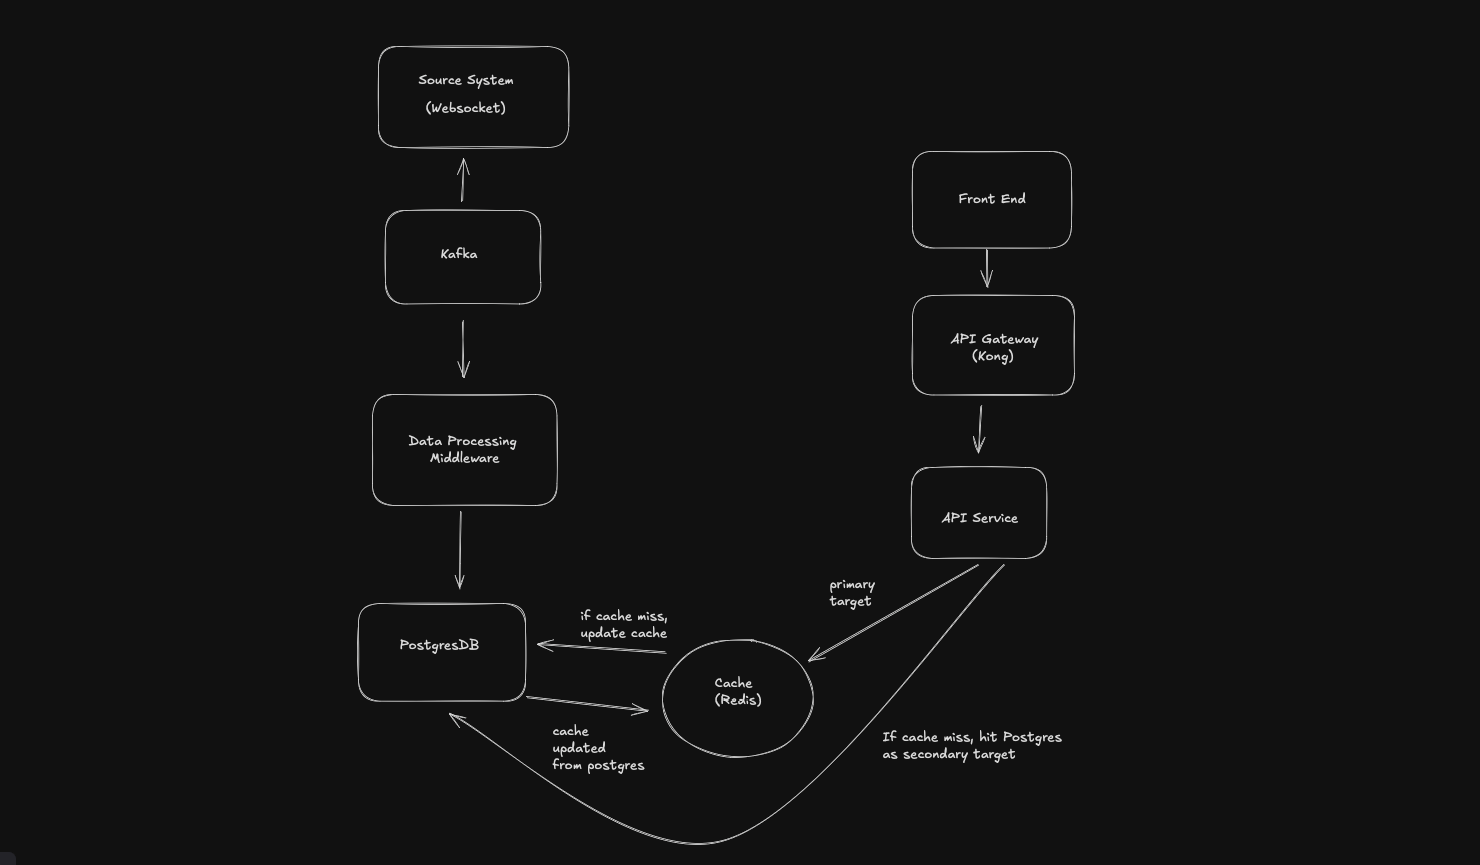 Source System
(Websocket)
Kafka
Data Processing
Middleware
PostgresDB
if cache miss,
update cache
cache
updated
from postgres
Cache
(Redis)
Front End
API Gateway
(Kong)
API Service
primary
target
If cache miss, hit Postgres
as secondary target